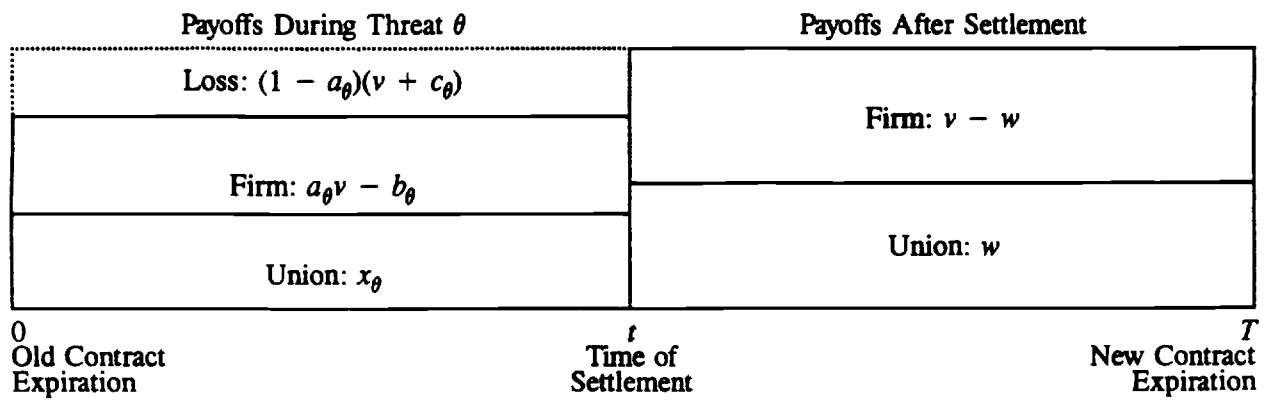 Payoffs During Threat θ
Payoffs After Settlement
Loss: (1 − a_θ)(v + c_θ)
Firm: v − w
Firm: a_θv − b_θ
Union: w
Union: x_θ
0
t
T
Old Contract
Expiration
Time of
Settlement
New Contract
Expiration